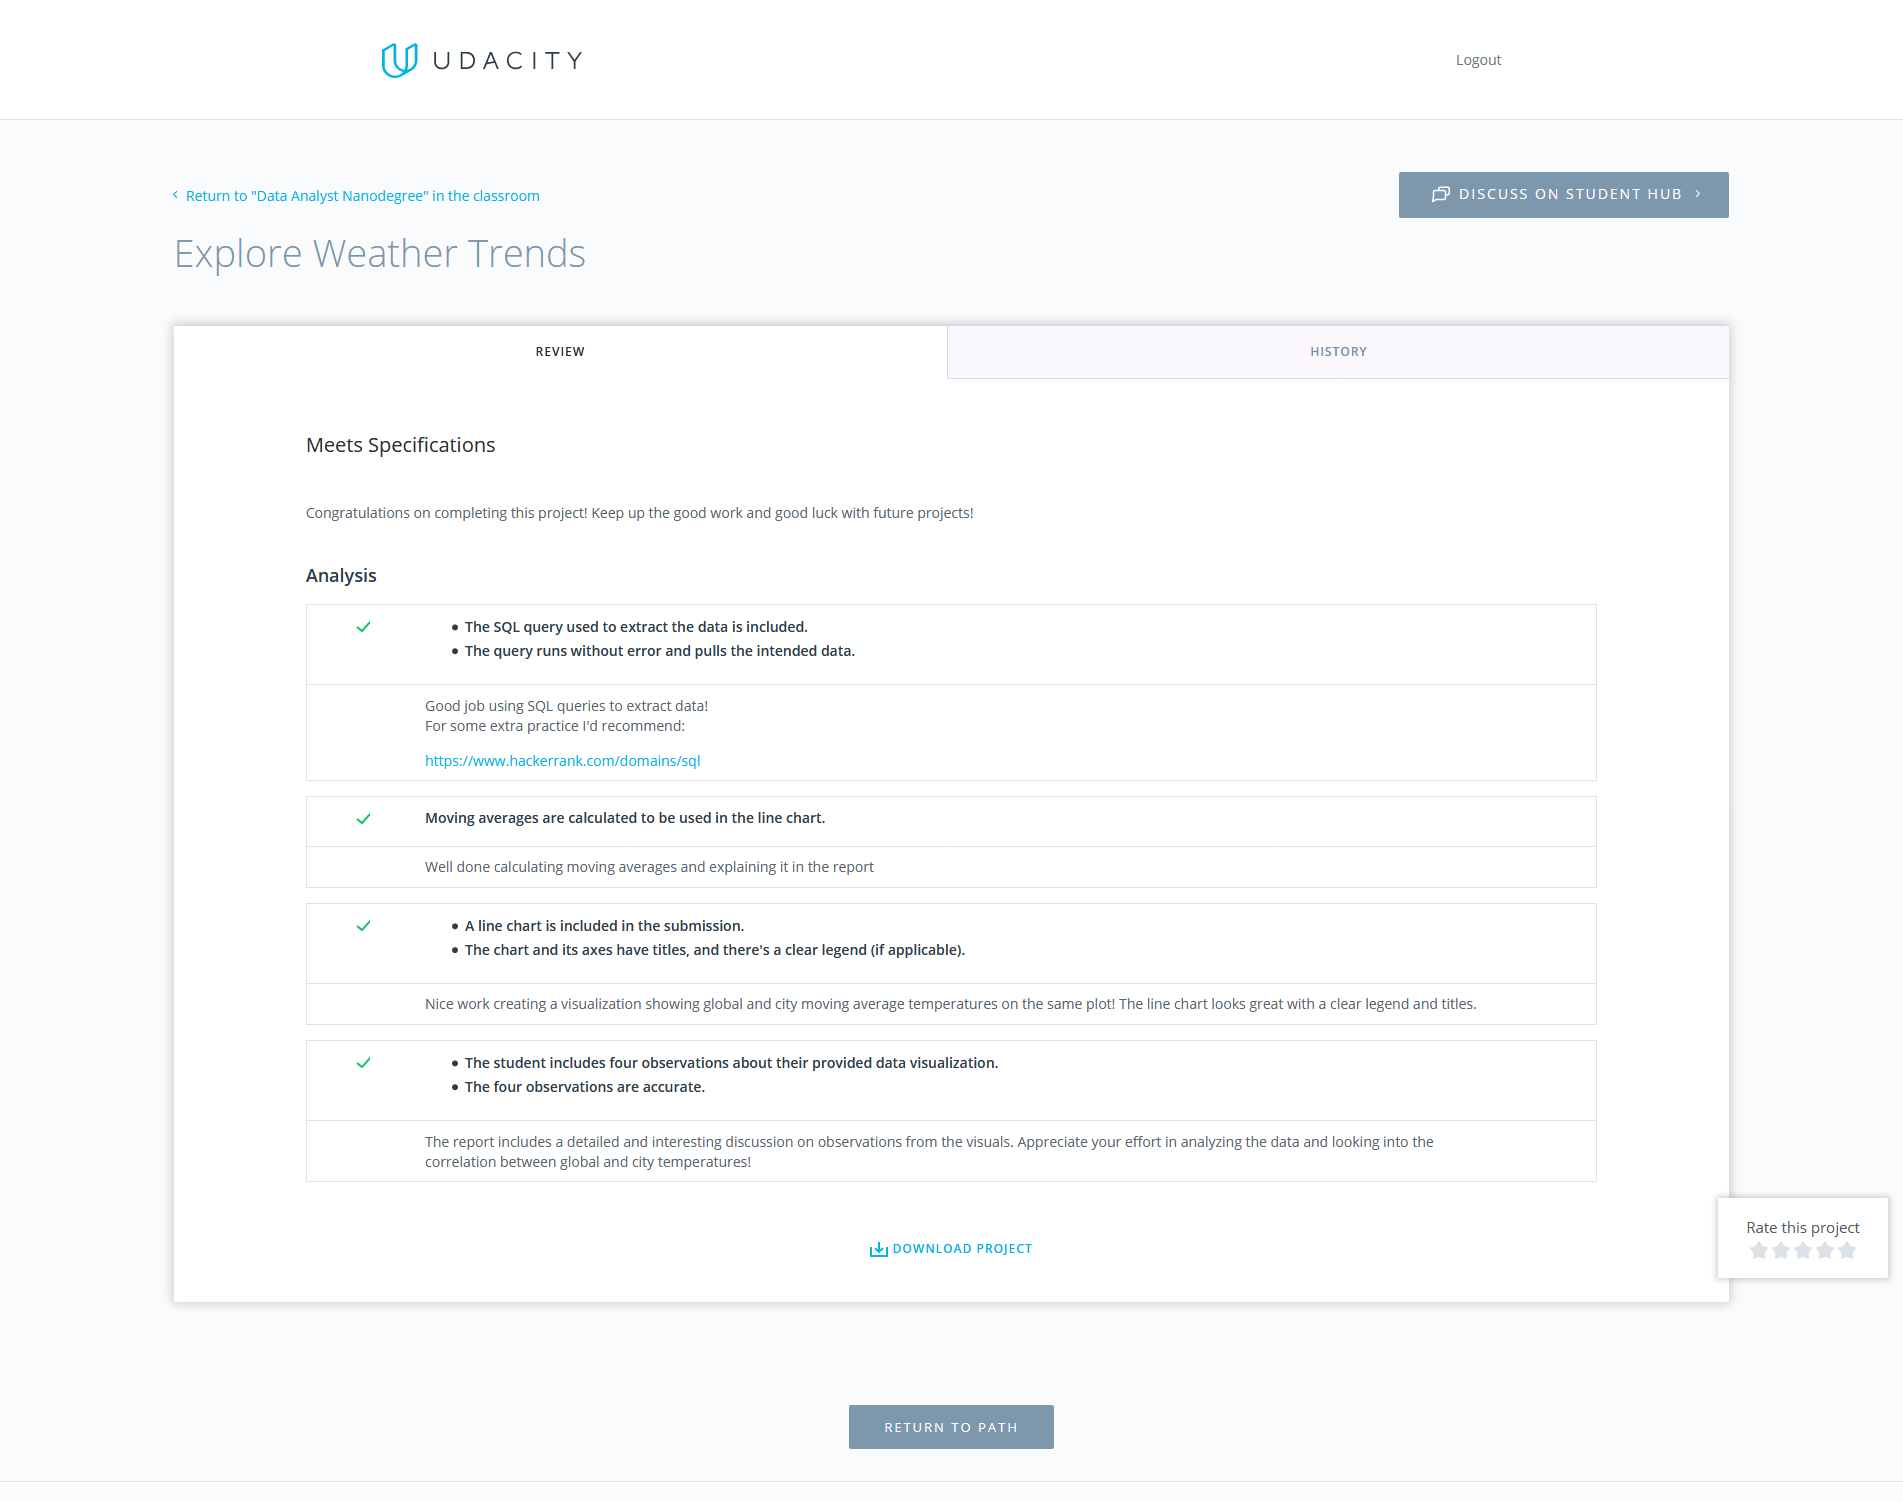 UDACITY
Logout
Return to "Data Analyst Nanodegree" in the classroom
DISCUSS ON STUDENT HUB
Explore Weather Trends
REVIEW
HISTORY
Meets Specifications
Congratulations on completing this project! Keep up the good work and good luck with future projects!
Analysis
The SQL query used to extract the data is included.
The query runs without error and pulls the intended data.
Good job using SQL queries to extract data!
For some extra practice I'd recommend:
https://www.hackerrank.com/domains/sql
Moving averages are calculated to be used in the line chart.
Well done calculating moving averages and explaining it in the report
A line chart is included in the submission.
The chart and its axes have titles, and there's a clear legend (if applicable).
Nice work creating a visualization showing global and city moving average temperatures on the same plot! The line chart looks great with a clear legend and titles.
The student includes four observations about their provided data visualization.
The four observations are accurate.
The report includes a detailed and interesting discussion on observations from the visuals. Appreciate your effort in analyzing the data and looking into the
correlation between global and city temperatures!
Rate this project
DOWNLOAD PROJECT
RETURN TO PATH